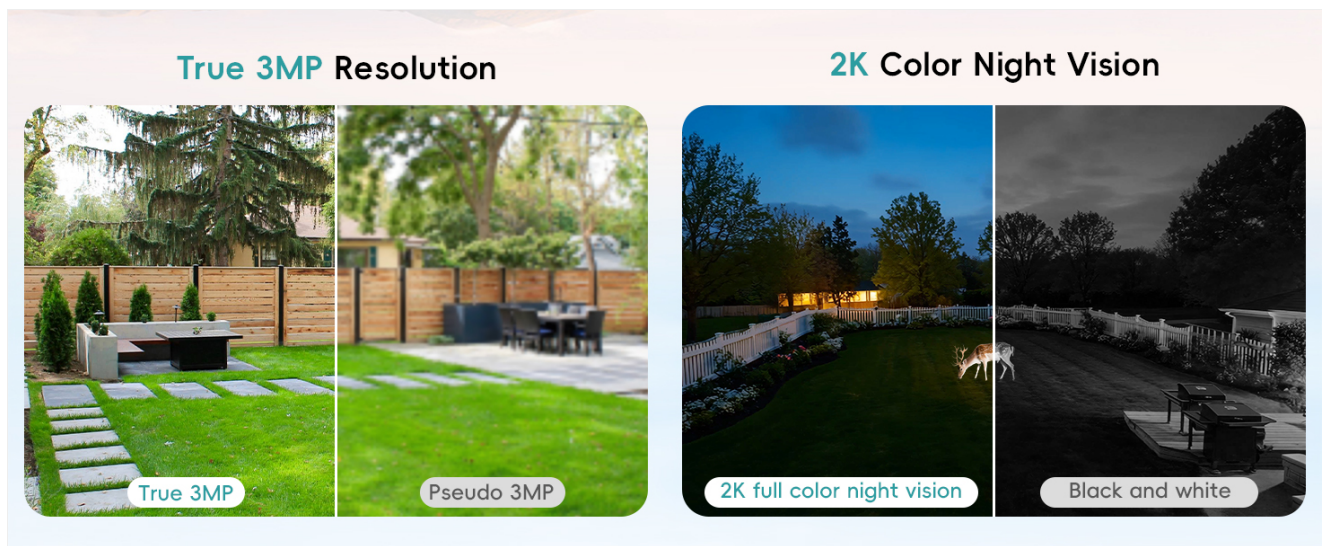 True 3MP Resolution
2K Color Night Vision
True 3MP
Pseudo 3MP
2K full color night vision
Black and white